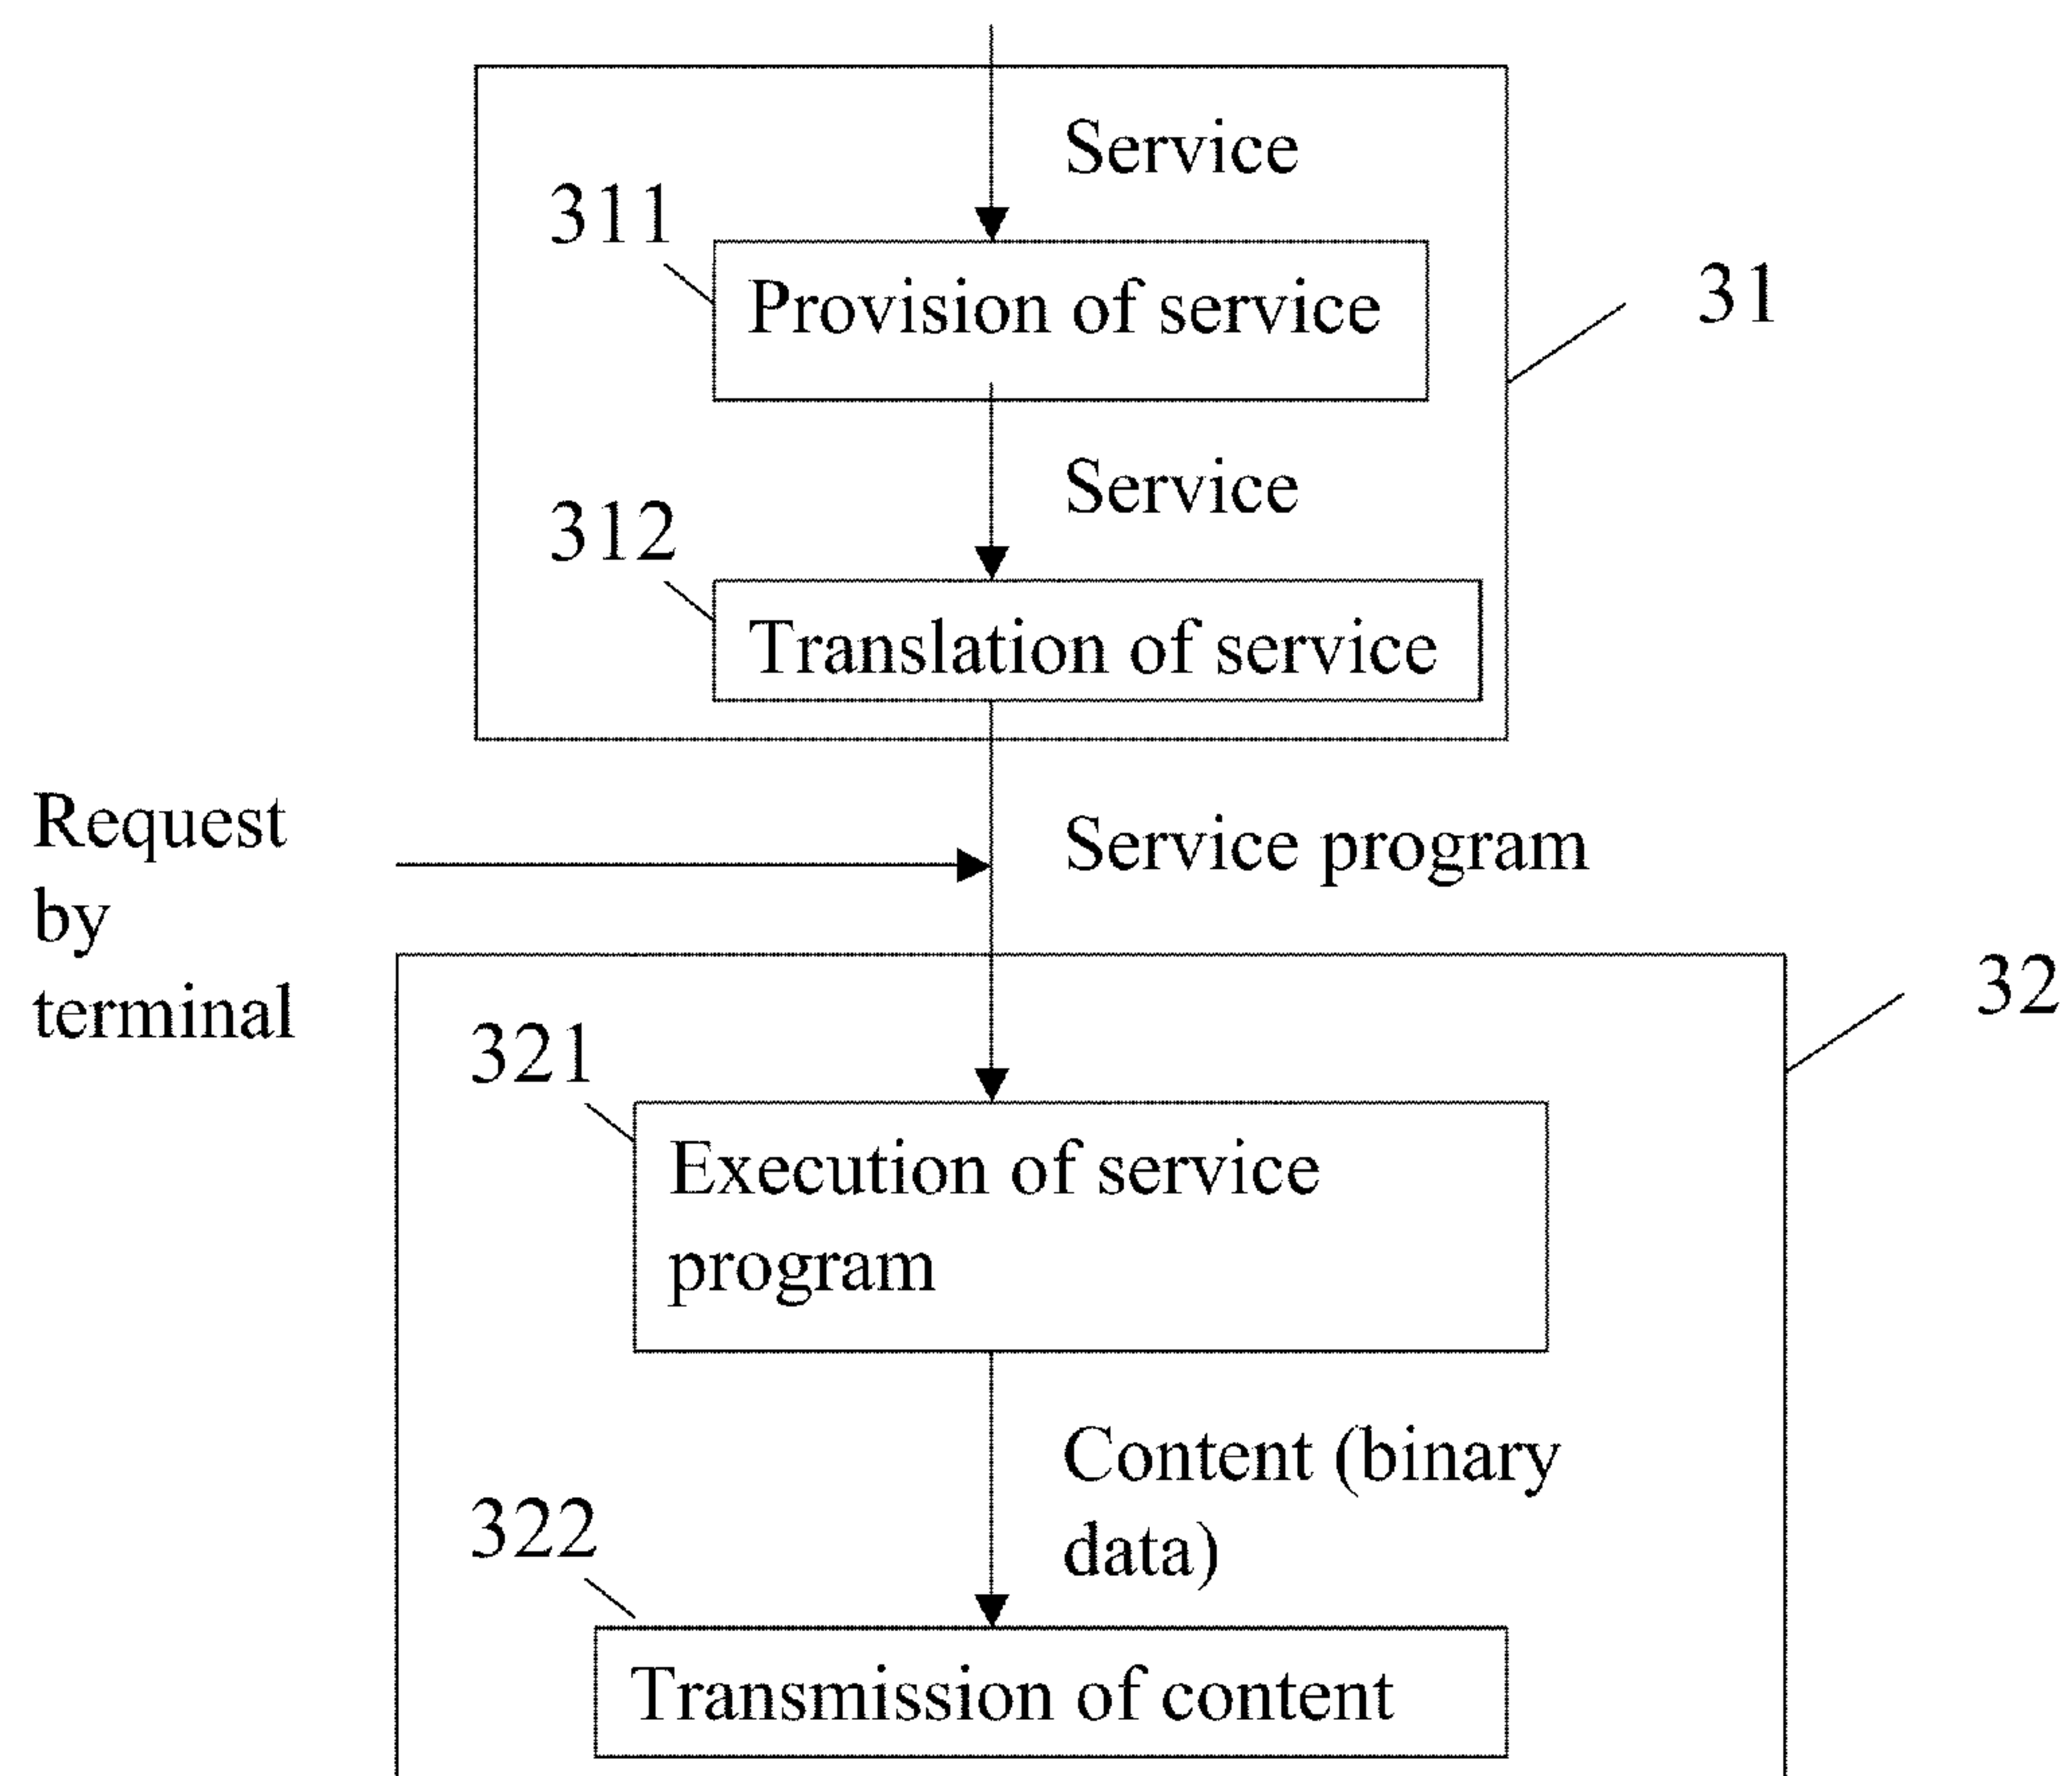 Service
311
Provision of service
31
Service
312
Translation of service
Request
by
terminal
Service program
32
321
Execution of service
program
Content (binary
data)
322
Transmission of content